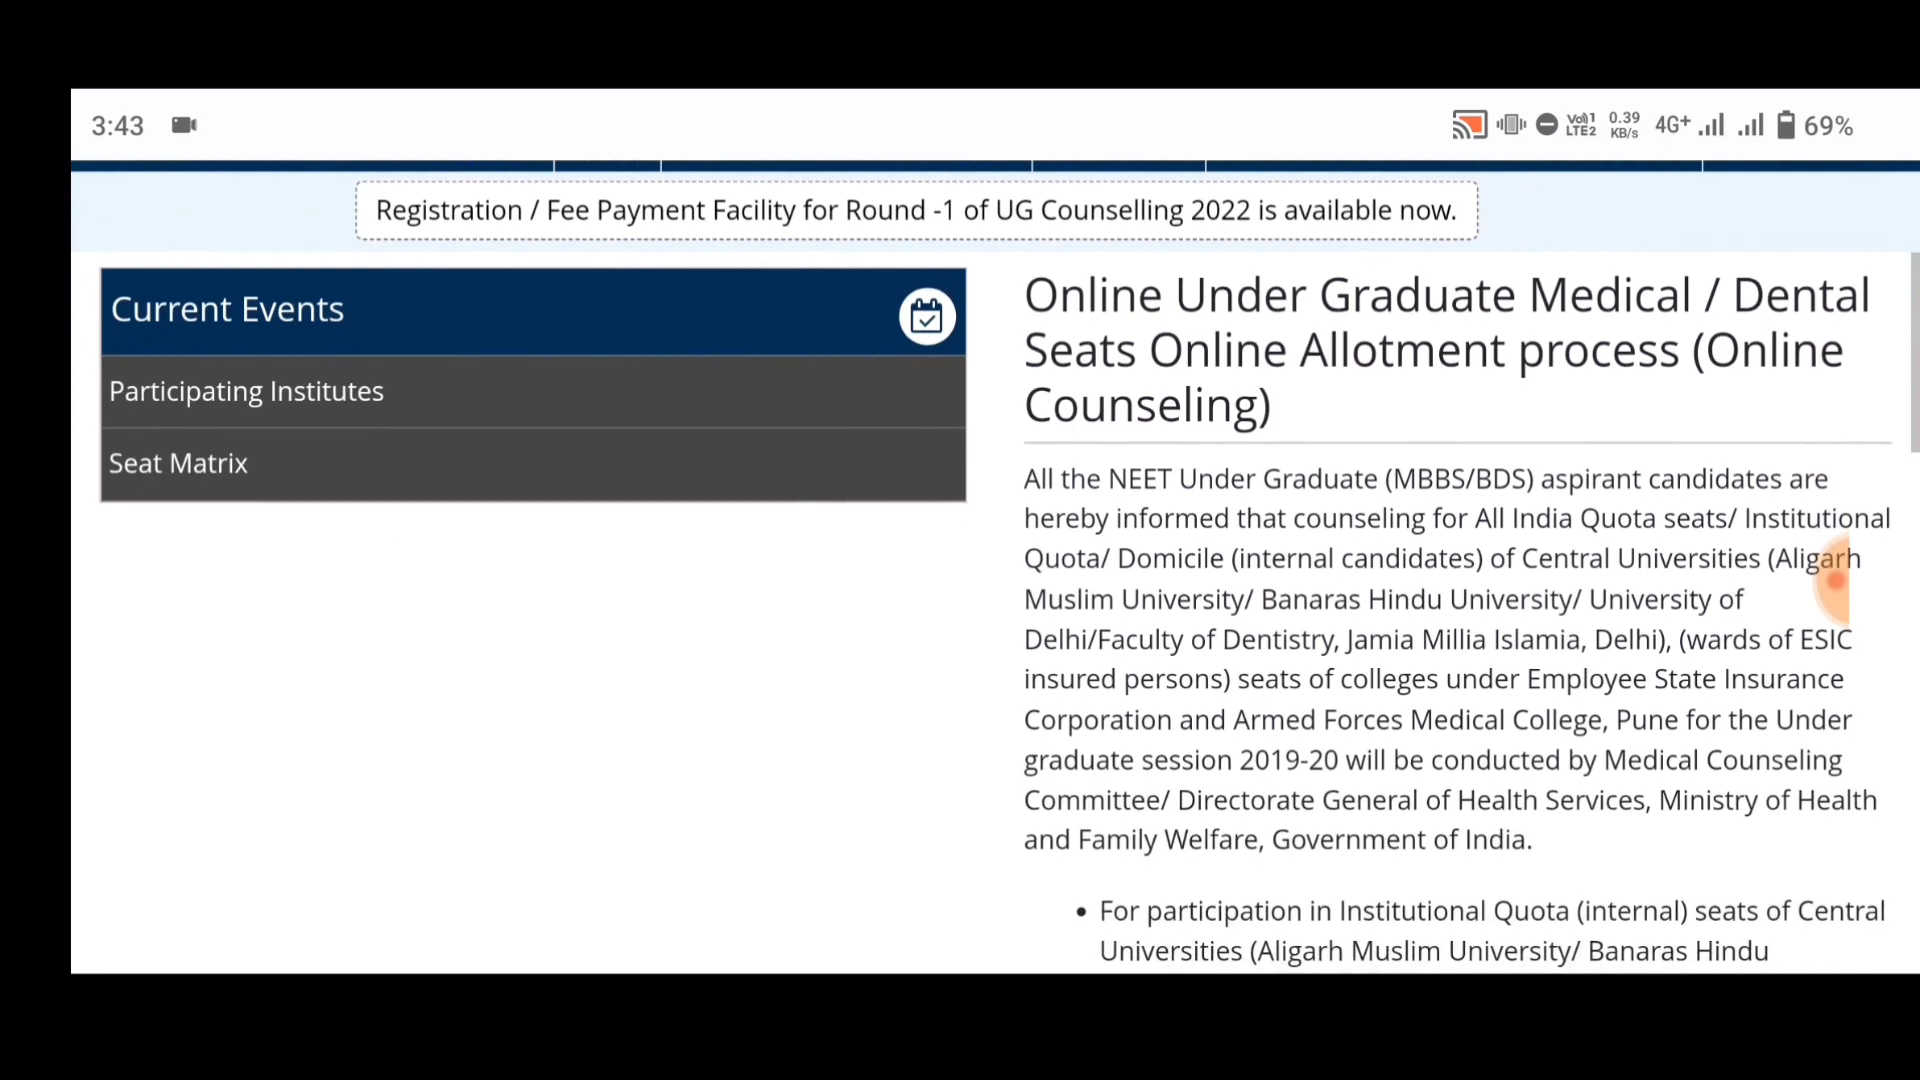 3:43
Vol) 1
LTE2
0.39
KB/s
4G+
69%
Registration / Fee Payment Facility for Round -1 of UG Counselling 2022 is available now.
Current Events
Participating Institutes
Seat Matrix
Online Under Graduate Medical / Dental
Seats Online Allotment process (Online
Counseling)
All the NEET Under Graduate (MBBS/BDS) aspirant candidates are
hereby informed that counseling for All India Quota seats/ Institutional
Quota/ Domicile (internal candidates) of Central Universities (Aligarh
Muslim University/ Banaras Hindu University/ University of
Delhi/Faculty of Dentistry, Jamia Millia Islamia, Delhi), (wards of ESIC
insured persons) seats of colleges under Employee State Insurance
Corporation and Armed Forces Medical College, Pune for the Under
graduate session 2019-20 will be conducted by Medical Counseling
Committee/ Directorate General of Health Services, Ministry of Health
and Family Welfare, Government of India.
• For participation in Institutional Quota (internal) seats of Central
Universities (Aligarh Muslim University/ Banaras Hindu